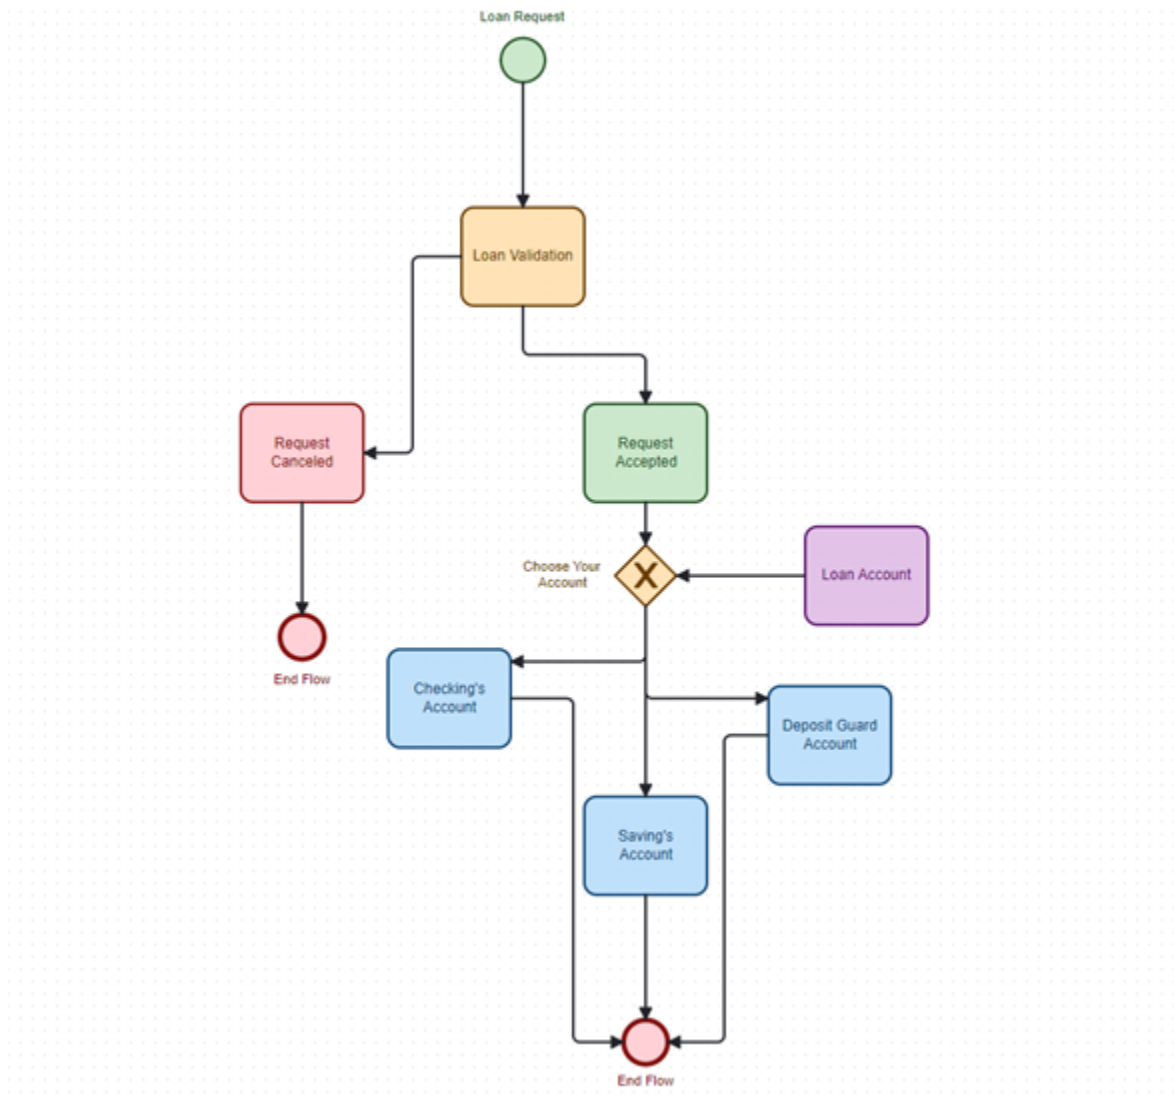 Loan Request
Loan Validation
Request
Canceled
Request
Accepted
Choose Your
Account
X
Loan Account
End Flow
Checking's
Account
Deposit Guard
Account
Saving's
Account
End Flow